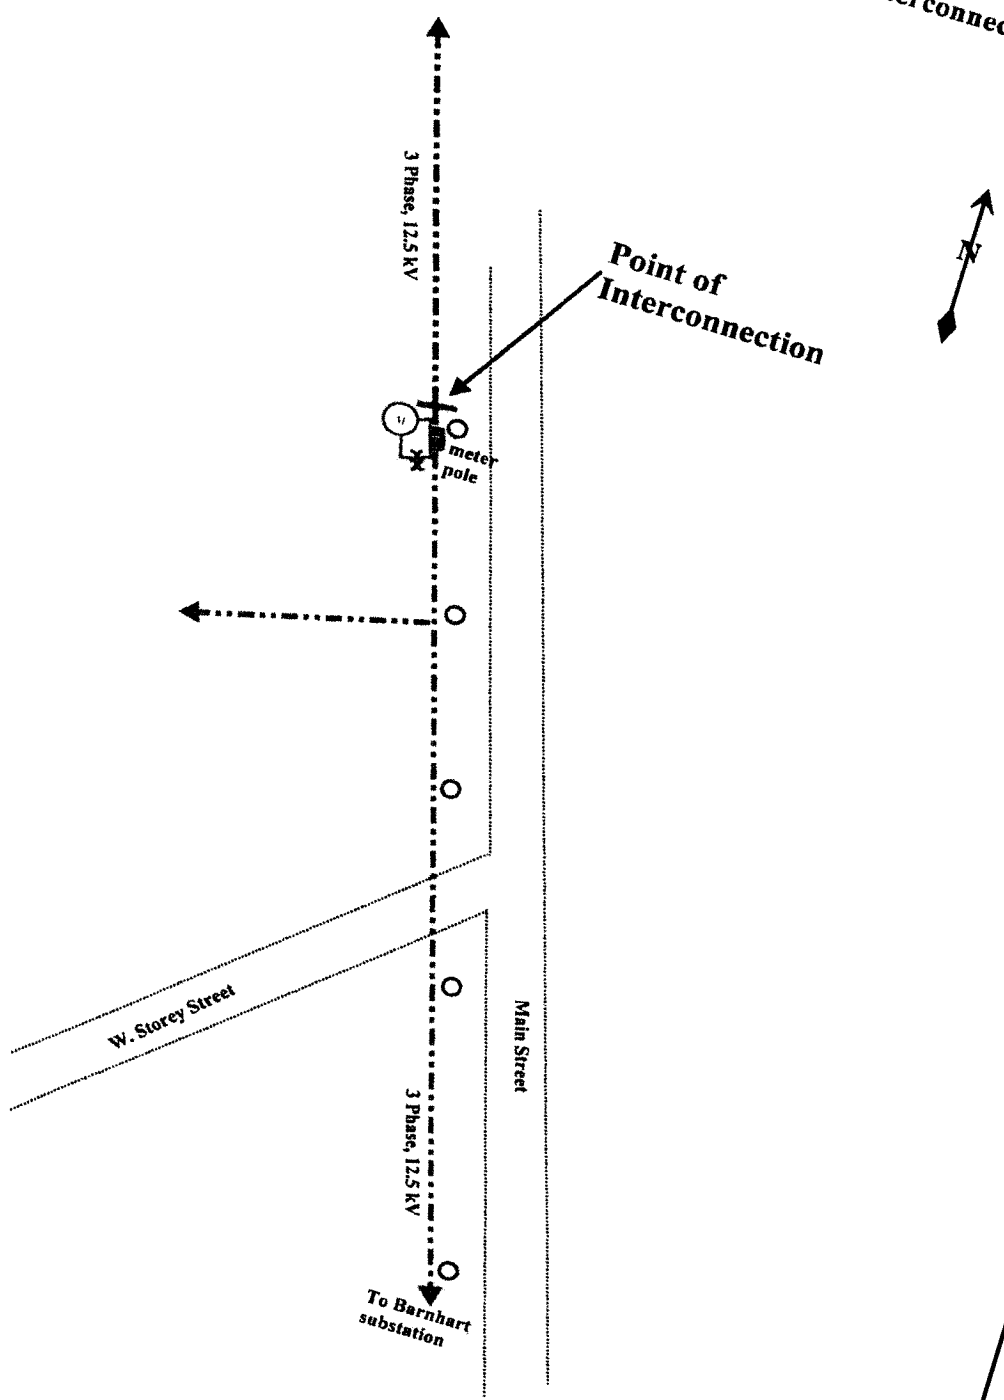 3 Phase, 12.5 kV
Point of
Interconnection
N
M
meter
pole
W. Storey Street
Main Street
3 Phase, 12.5 kV
To Barnhart
substation